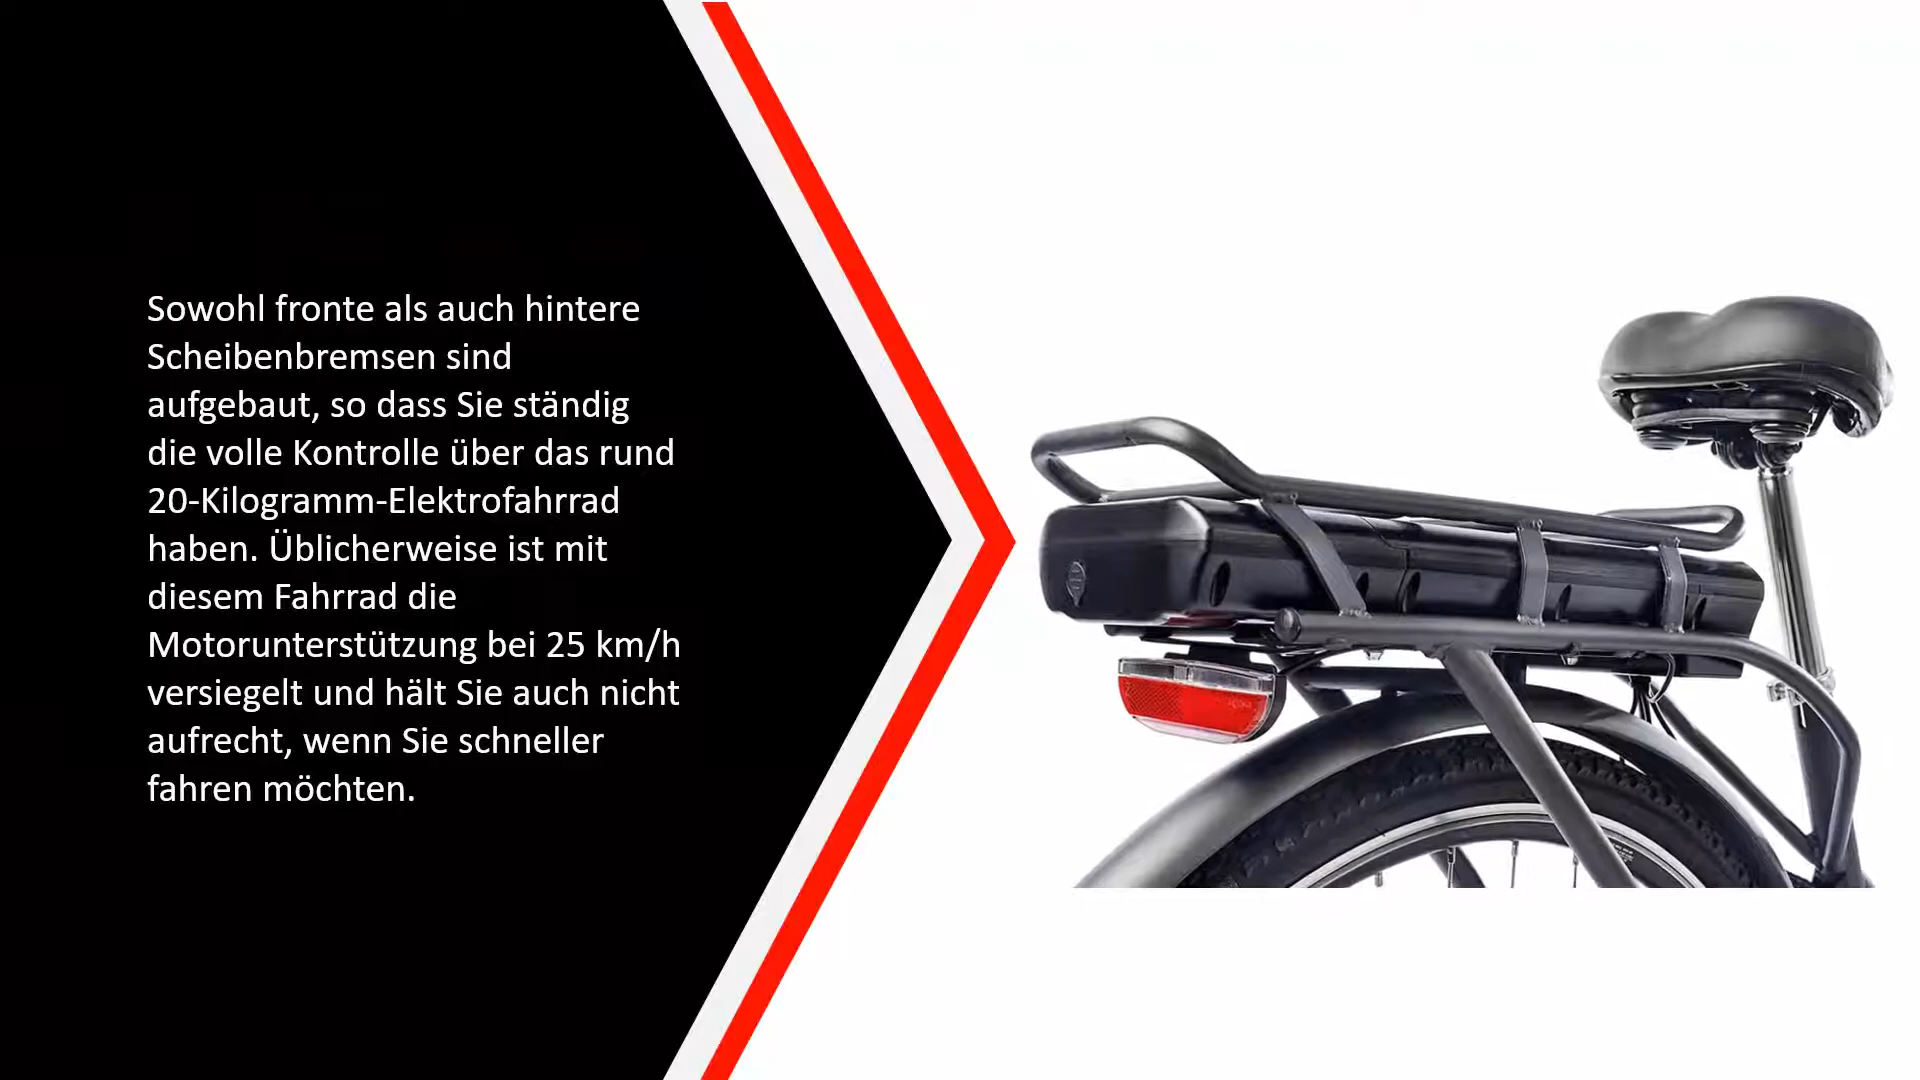 Sowohl fronte als auch hintere
Scheibenbremsen sind
aufgebaut, so dass Sie ständig
die volle Kontrolle über das rund
20-Kilogramm-Elektrofahrrad
haben. Üblicherweise ist mit
diesem Fahrrad die
Motorunterstützung bei 25 km/h
versiegelt und hält Sie auch nicht
aufrecht, wenn Sie schneller
fahren möchten.